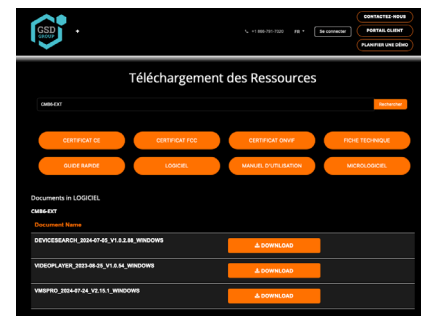 GSD
GROUP
+1 866-791-7020
FR
Se connecter
CONTACTEZ-NOUS
PORTAIL CLIENT
PLANIFIER UNE DÉMO
Téléchargement des Ressources
CMB6-EXT
Rechercher
CERTIFICAT CE
CERTIFICAT FCC
CERTIFICAT ONVIF
FICHE TECHNIQUE
GUIDE RAPIDE
LOGICIEL
MANUEL D'UTILISATION
MICROLOGICIEL
Documents in LOGICIEL
CMB6-EXT
Document Name
DEVICESEARCH_2024-07-05_V1.0.2.88_WINDOWS
DOWNLOAD
VIDEOPLAYER_2023-08-25_V1.0.54_WINDOWS
DOWNLOAD
VMSPRO_2024-07-24_V2.15.1_WINDOWS
DOWNLOAD